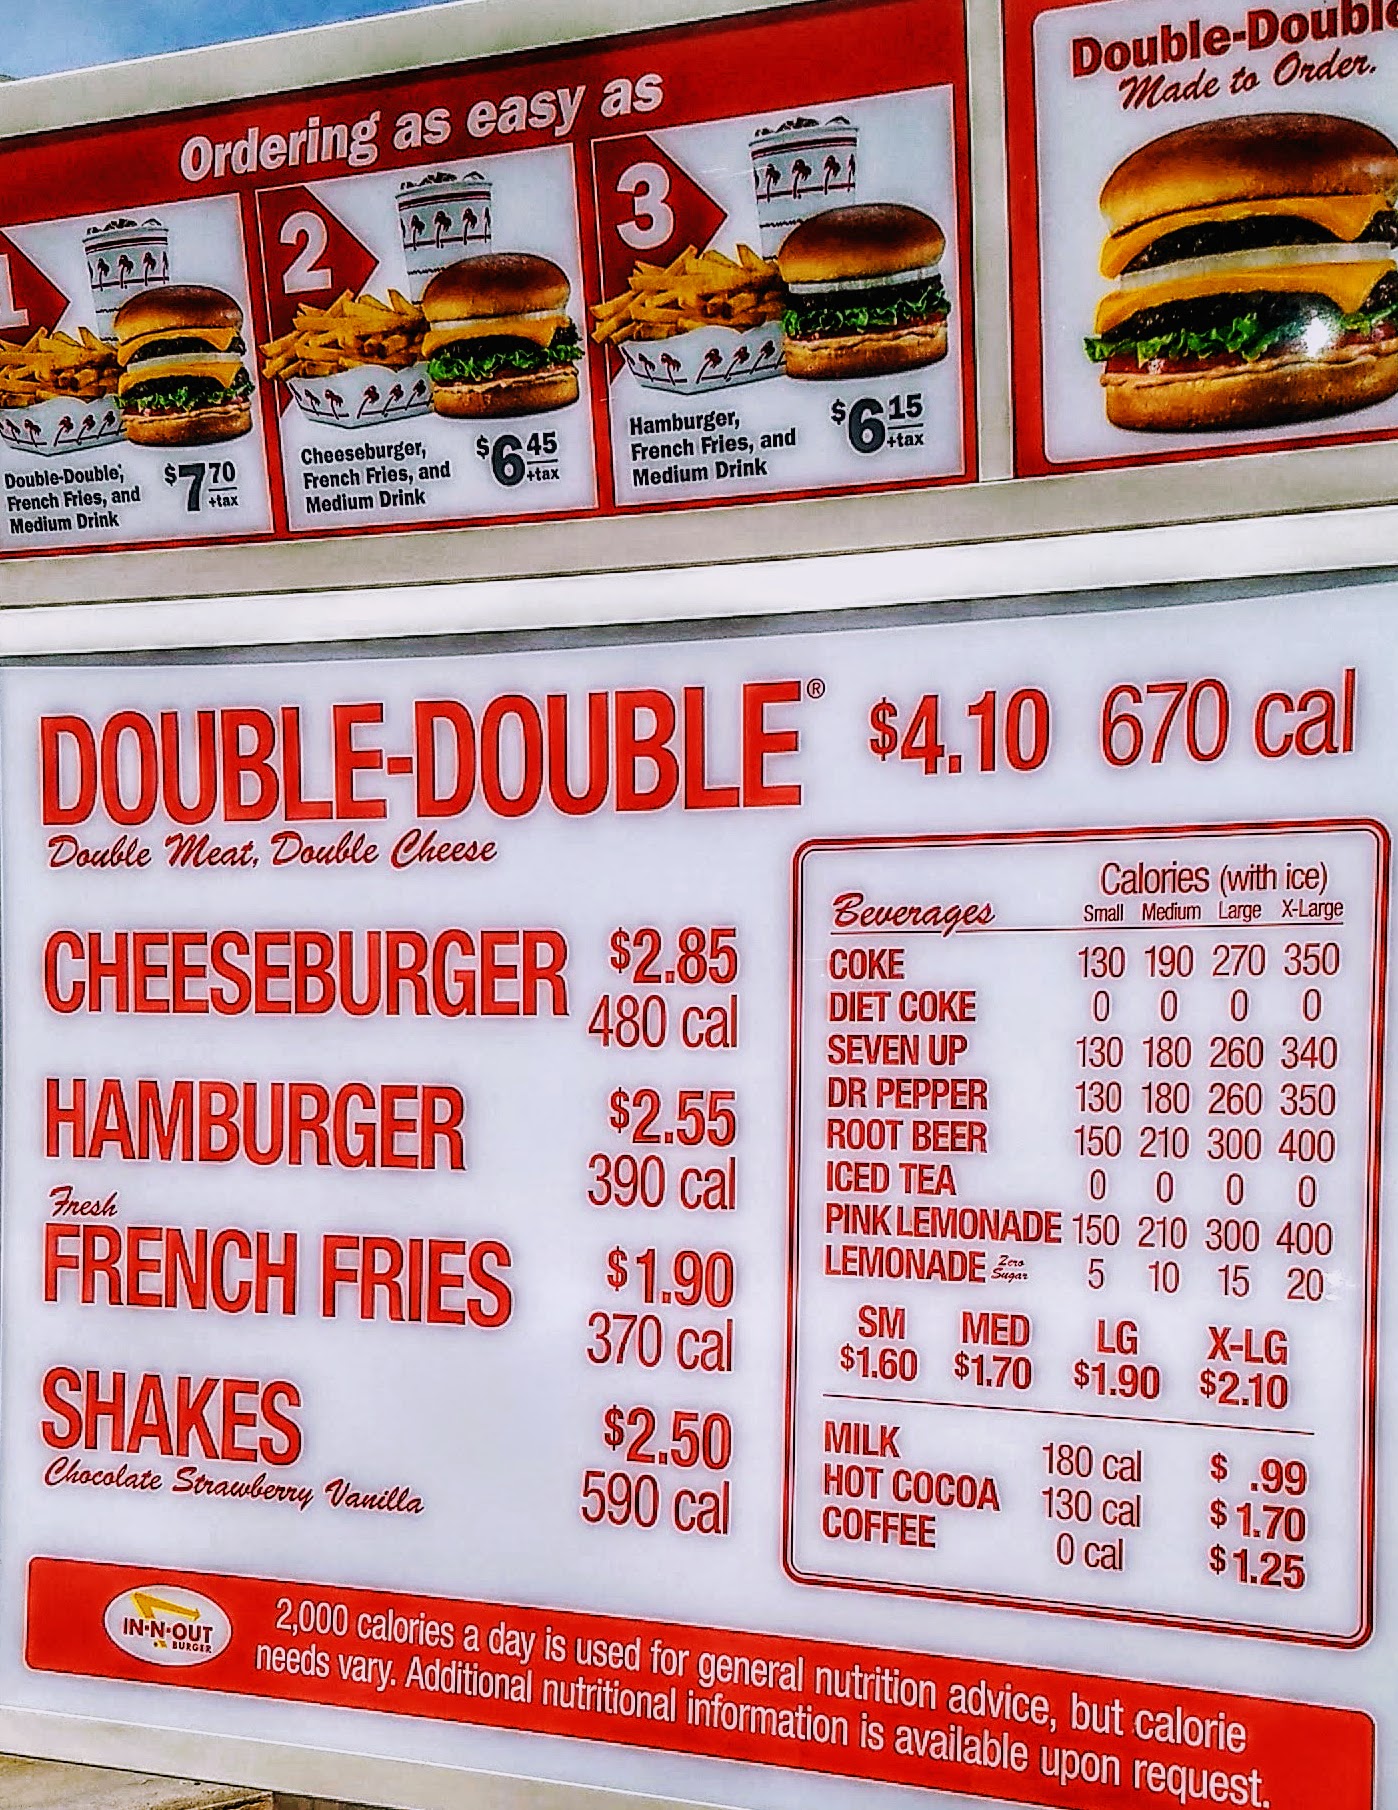 Ordering as easy as
1
Double-Double,
French Fries, and
Medium Drink
$7 70
+tax
2
Cheeseburger,
French Fries, and
Medium Drink
$6 45
+tax
3
Hamburger,
French Fries, and
Medium Drink
$6 15
+tax
Double-Double
Made to Order.
DOUBLE-DOUBLE® $4.10 670 cal
Double Meat, Double Cheese
CHEESEBURGER $2.85
480 cal
HAMBURGER $2.55
390 cal
Fresh
FRENCH FRIES $1.90
370 cal
SHAKES $2.50
Chocolate Strawberry Vanilla 590 cal
Calories (with ice)
Beverages Small Medium Large X-Large
COKE 130 190 270 350
DIET COKE 0 0 0 0
SEVEN UP 130 180 260 340
DR PEPPER 130 180 260 350
ROOT BEER 150 210 300 400
ICED TEA 0 0 0 0
PINK LEMONADE 150 210 300 400
LEMONADE Zero Sugar 5 10 15 20
SM MED LG X-LG
$1.60 $1.70 $1.90 $2.10
MILK 180 cal $ .99
HOT COCOA 130 cal $1.70
COFFEE 0 cal $1.25
IN-N-OUT
BURGER
2,000 calories a day is used for general nutrition advice, but calorie
needs vary. Additional nutritional information is available upon request.